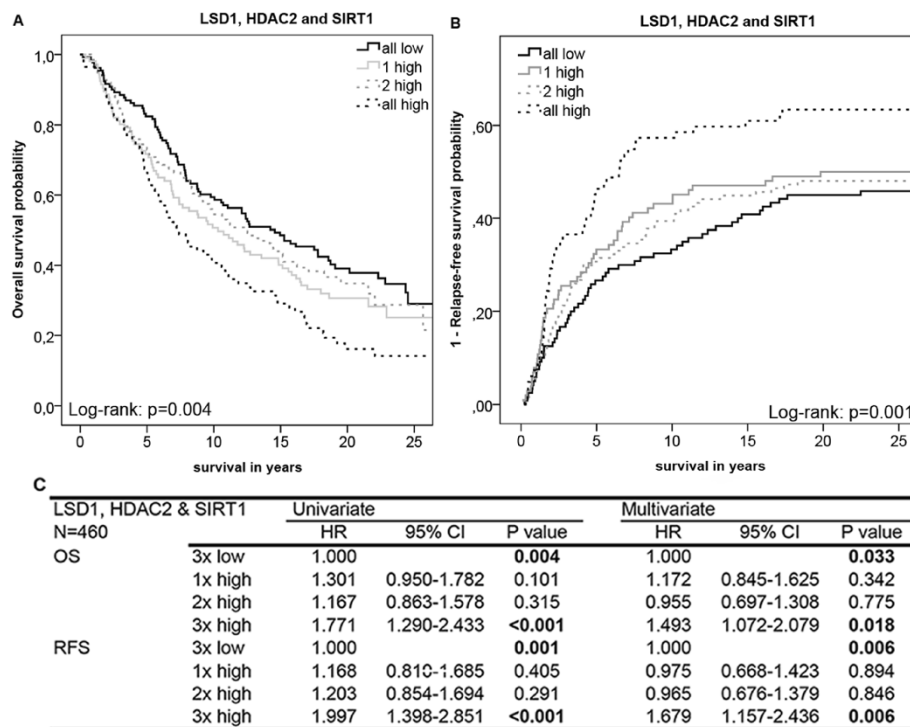 A
LSD1, HDAC2 and SIRT1
all low
1 high
2 high
all high
Overall survival probability
1,0
0,8
0,6
0,4
0,2
0,0
Log-rank: p=0.004
0 5 10 15 20 25
survival in years
B
LSD1, HDAC2 and SIRT1
all low
1 high
2 high
all high
1 - Relapse-free survival probability
,60
,40
,20
,00
Log-rank: p=0.001
0 5 10 15 20 25
survival in years
C
LSD1, HDAC2 & SIRT1 Univariate Multivariate
N=460 HR 95% CI P value HR 95% CI P value
OS 3x low 1.000 0.004 1.000 0.033
1x high 1.301 0.950-1.782 0.101 1.172 0.845-1.625 0.342
2x high 1.167 0.863-1.578 0.315 0.955 0.697-1.308 0.775
3x high 1.771 1.290-2.433 <0.001 1.493 1.072-2.079 0.018
RFS 3x low 1.000 0.001 1.000 0.006
1x high 1.168 0.810-1.685 0.405 0.975 0.668-1.423 0.894
2x high 1.203 0.854-1.694 0.291 0.965 0.676-1.379 0.846
3x high 1.997 1.398-2.851 <0.001 1.679 1.157-2.436 0.006